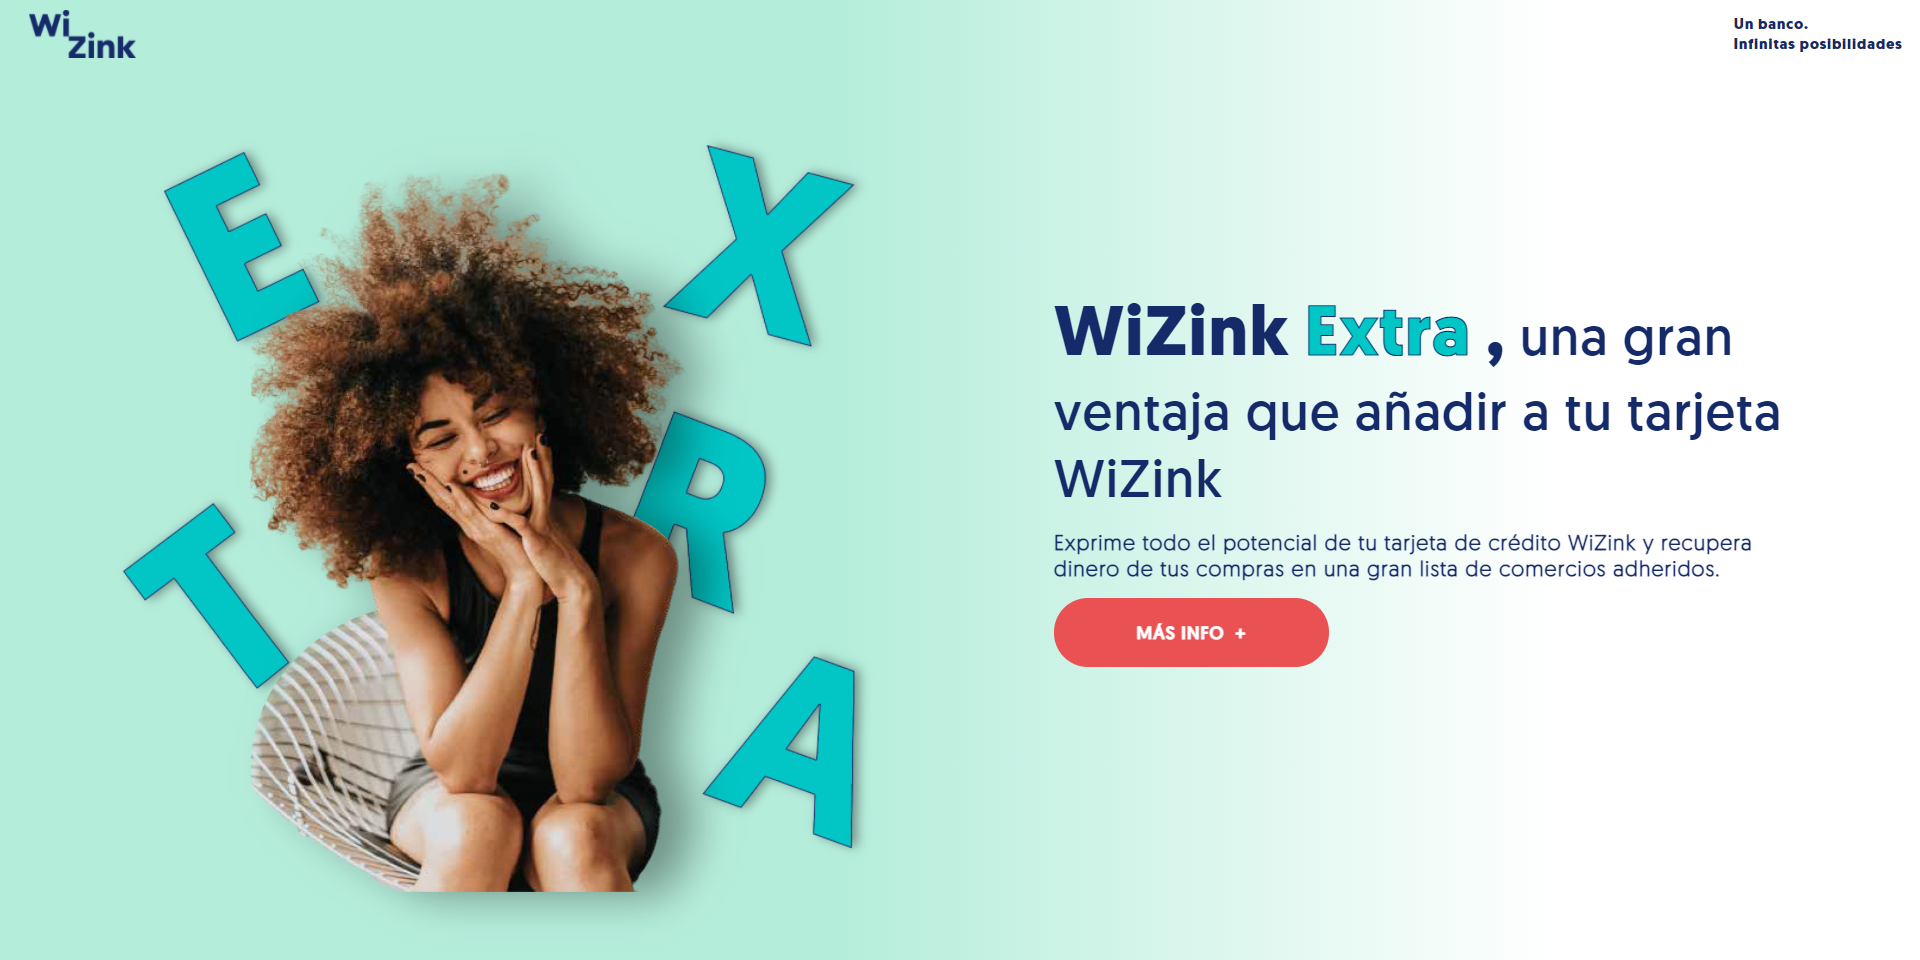 Wi
Zink
Un banco.
Infinitas posibilidades
E X
T R
A
WiZink Extra , una gran
ventaja que añadir a tu tarjeta
WiZink
Exprime todo el potencial de tu tarjeta de crédito WiZink y recupera
dinero de tus compras en una gran lista de comercios adheridos.
MÁS INFO +